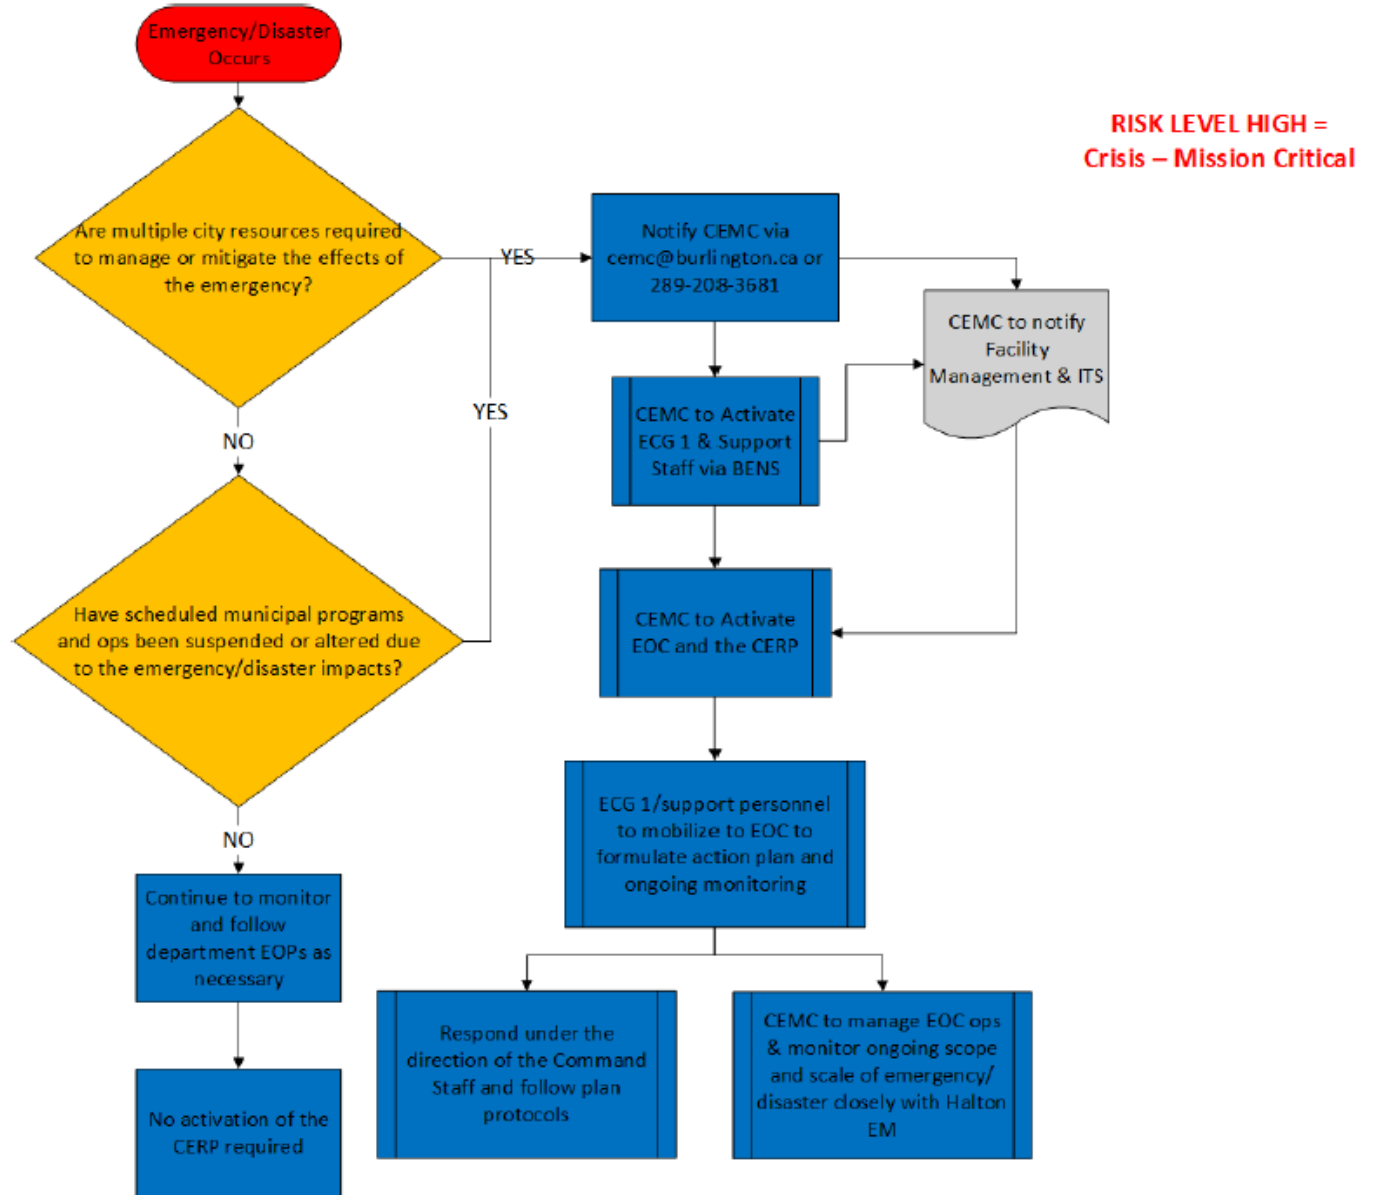 Emergency/Disaster
Occurs
RISK LEVEL HIGH =
Crisis – Mission Critical
Are multiple city resources required
to manage or mitigate the effects of
the emergency?
YES
Notify CEMC via
cemc@burlington.ca or
289-208-3681
CEMC to notify
Facility
Management & ITS
YES
CEMC to Activate
ECG 1 & Support
Staff via BENS
NO
Have scheduled municipal programs
and ops been suspended or altered due
to the emergency/disaster impacts?
CEMC to Activate
EOC and the CERP
ECG 1/support personnel
to mobilize to EOC to
formulate action plan and
ongoing monitoring
NO
Continue to monitor
and follow
department EOPs as
necessary
Respond under the
direction of the Command
Staff and follow plan
protocols
CEMC to manage EOC ops
& monitor ongoing scope
and scale of emergency/
disaster closely with Halton
EM
No activation of the
CERP required